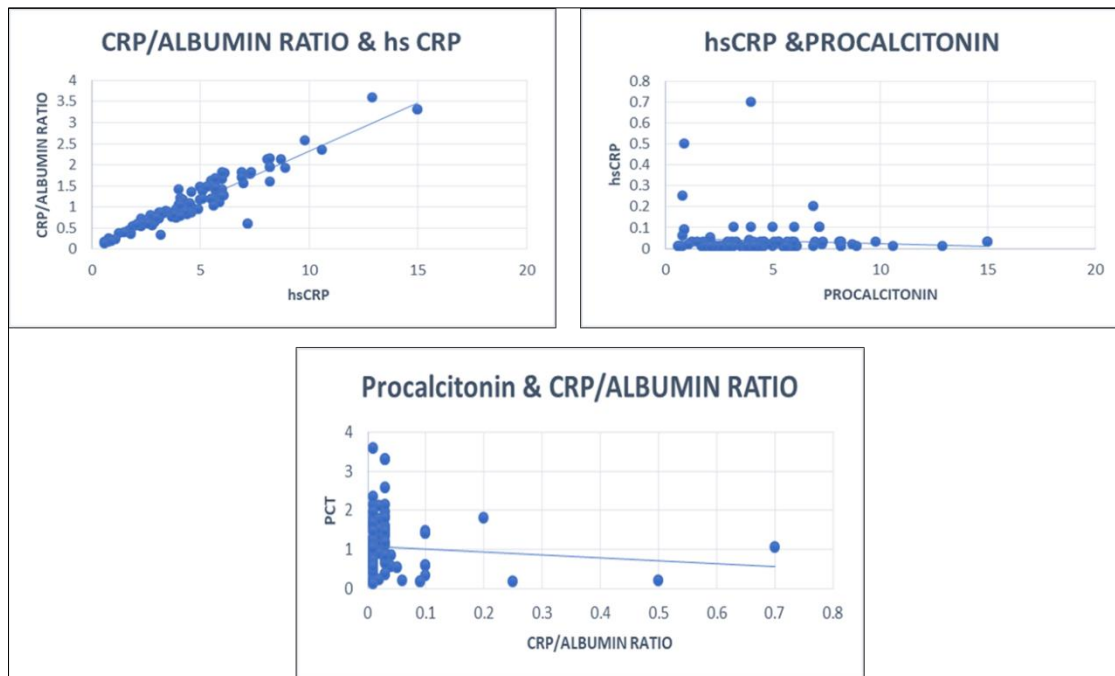 CRP/ALBUMIN RATIO & hs CRP
CRP/ALBUMIN RATIO
4
3.5
3
2.5
2
1.5
1
0.5
0
0 5 10 15 20
hsCRP
hsCRP &PROCALCITONIN
hsCRP
0.8
0.7
0.6
0.5
0.4
0.3
0.2
0.1
0
0 5 10 15 20
PROCALCITONIN
Procalcitonin & CRP/ALBUMIN RATIO
PCT
4
3
2
1
0
0 0.1 0.2 0.3 0.4 0.5 0.6 0.7 0.8
CRP/ALBUMIN RATIO